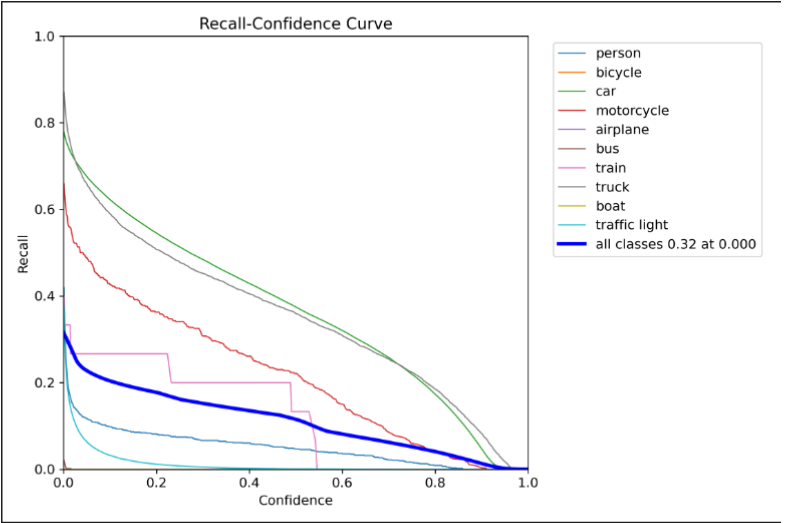 Recall-Confidence Curve
1.0
0.8
0.6
0.4
0.2
0.0
Recall
0.0 0.2 0.4 0.6 0.8 1.0
Confidence
person
bicycle
car
motorcycle
airplane
bus
train
truck
boat
traffic light
all classes 0.32 at 0.000